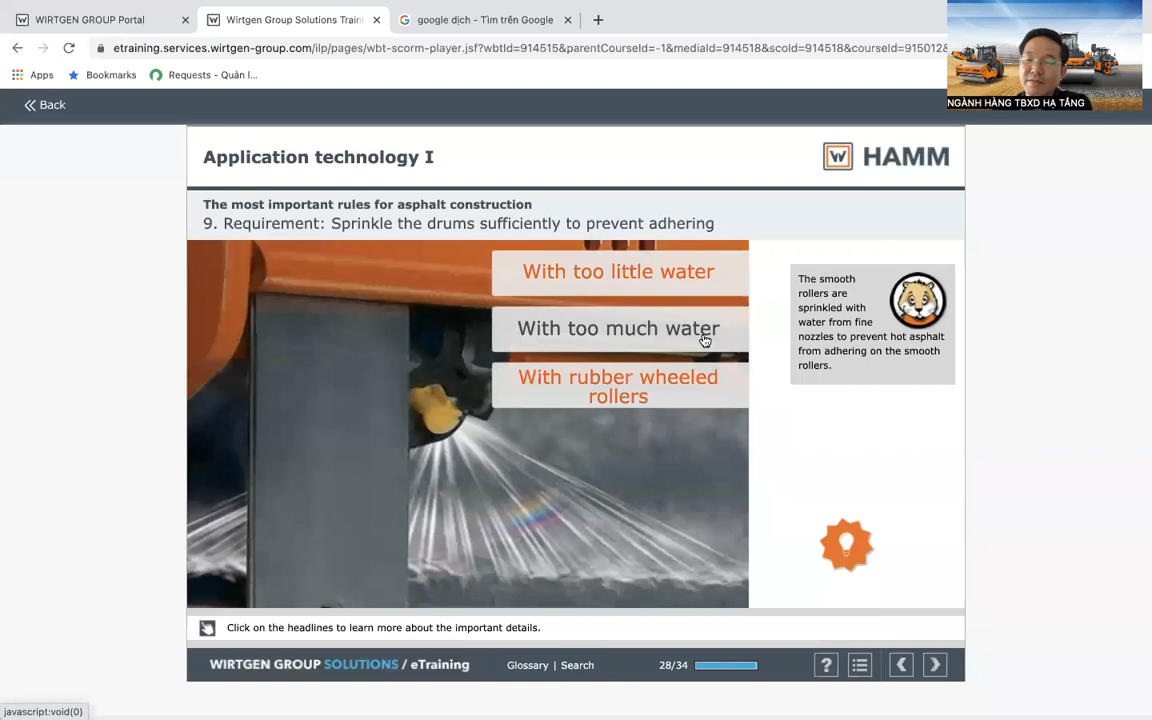 WIRTGEN GROUP Portal
Wirtgen Group Solutions Traini
google dịch - Tìm trên Google
etraining.services.wirtgen-group.com/ilp/pages/wbt-scorm-player.jsf?wbtId=914515&parentCourseId=-1&mediaId=914518&scoId=914518&courseId=915012&
Apps
Bookmarks
Requests - Quản l...
NGÀNH HÀNG TBXD HẠ TẦNG
Back
Application technology I
W HAMM
The most important rules for asphalt construction
9. Requirement: Sprinkle the drums sufficiently to prevent adhering
With too little water
With too much water
With rubber wheeled
rollers
The smooth
rollers are
sprinkled with
water from fine
nozzles to prevent hot asphalt
from adhering on the smooth
rollers.
Click on the headlines to learn more about the important details.
WIRTGEN GROUP SOLUTIONS / eTraining
Glossary | Search
28/34
?
javascript:void(0)